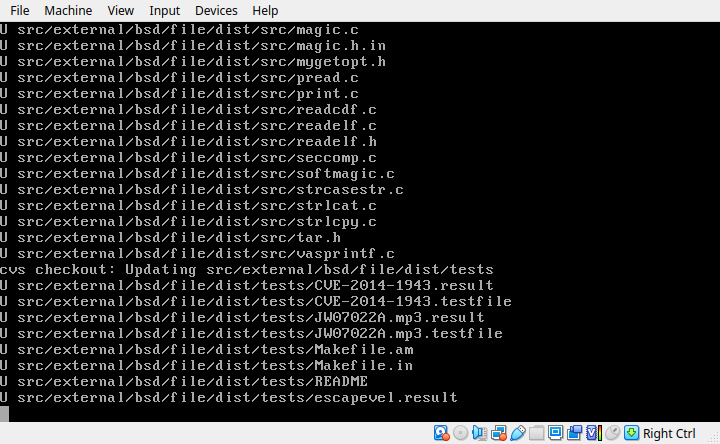 File Machine View Input Devices Help
U src/external/bsd/file/dist/src/magic.c
U src/external/bsd/file/dist/src/magic.h.in
U src/external/bsd/file/dist/src/mygetopt.h
U src/external/bsd/file/dist/src/pread.c
U src/external/bsd/file/dist/src/print.c
U src/external/bsd/file/dist/src/readcdf.c
U src/external/bsd/file/dist/src/readelf.c
U src/external/bsd/file/dist/src/readelf.h
U src/external/bsd/file/dist/src/seccomp.c
U src/external/bsd/file/dist/src/softmagic.c
U src/external/bsd/file/dist/src/strcasestr.c
U src/external/bsd/file/dist/src/strlcat.c
U src/external/bsd/file/dist/src/strlcpy.c
U src/external/bsd/file/dist/src/tar.h
U src/external/bsd/file/dist/src/vasprintf.c
cvs checkout: Updating src/external/bsd/file/dist/tests
U src/external/bsd/file/dist/tests/CVE-2014-1943.result
U src/external/bsd/file/dist/tests/CVE-2014-1943.testfile
U src/external/bsd/file/dist/tests/JW07022A.mp3.result
U src/external/bsd/file/dist/tests/JW07022A.mp3.testfile
U src/external/bsd/file/dist/tests/Makefile.am
U src/external/bsd/file/dist/tests/Makefile.in
U src/external/bsd/file/dist/tests/README
U src/external/bsd/file/dist/tests/escapevel.result
Right Ctrl